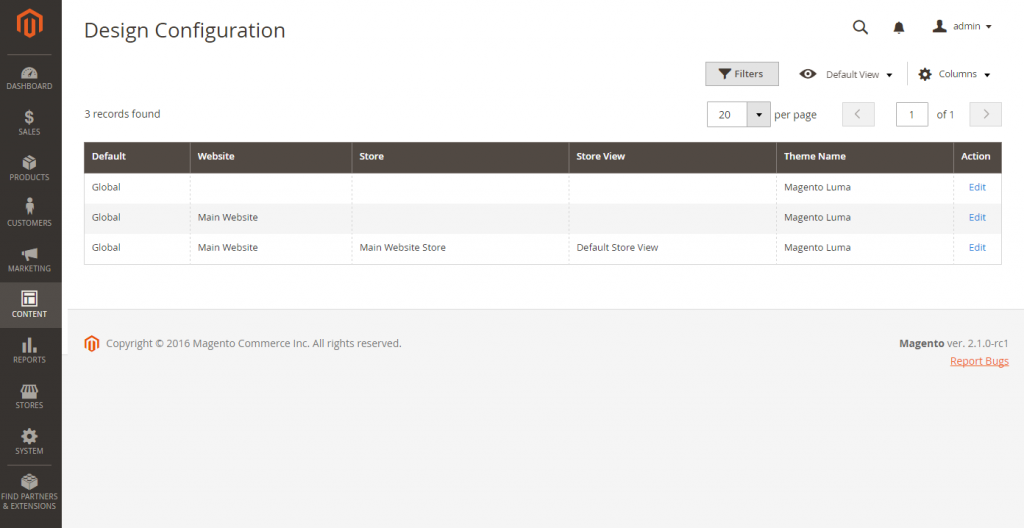 Design Configuration
admin
Filters
Default View
Columns
3 records found
20 per page
1 of 1
Default Website Store Store View Theme Name Action
Global Magento Luma Edit
Global Main Website Magento Luma Edit
Global Main Website Main Website Store Default Store View Magento Luma Edit
DASHBOARD
$
SALES
PRODUCTS
CUSTOMERS
MARKETING
CONTENT
REPORTS
STORES
SYSTEM
FIND PARTNERS
& EXTENSIONS
Copyright © 2016 Magento Commerce Inc. All rights reserved.
Magento ver. 2.1.0-rc1
Report Bugs